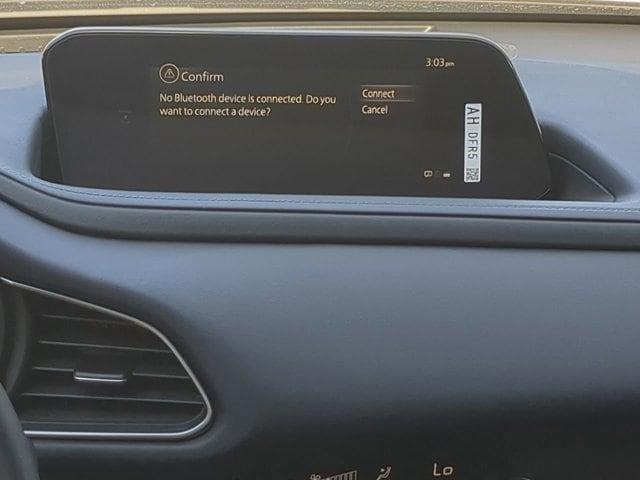 3:03pm
Confirm
No Bluetooth device is connected. Do you
want to connect a device?
Connect
Cancel
AH DFR5
Lo